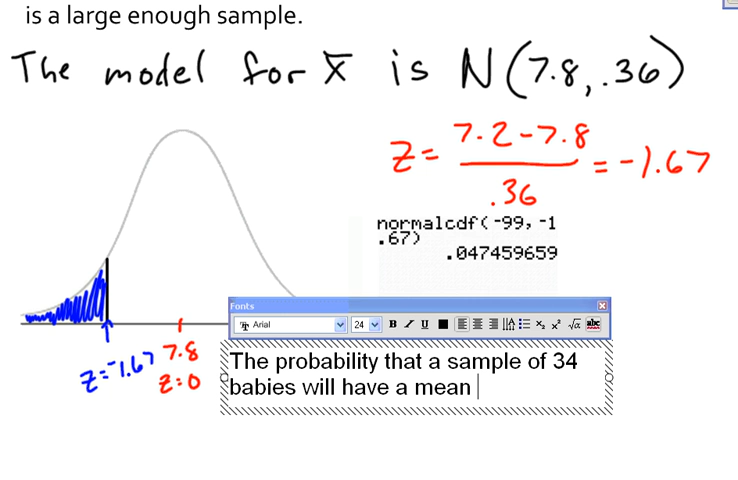 is a large enough sample.
The model for x̄ is N(7.8, .36)
z = 7.2-7.8 / .36 = -1.67
normalcdf(-99, -1
.67)
.047459659
Fonts
Arial 24 B I U abc
z=-1.67
7.8
z=0
The probability that a sample of 34
babies will have a mean